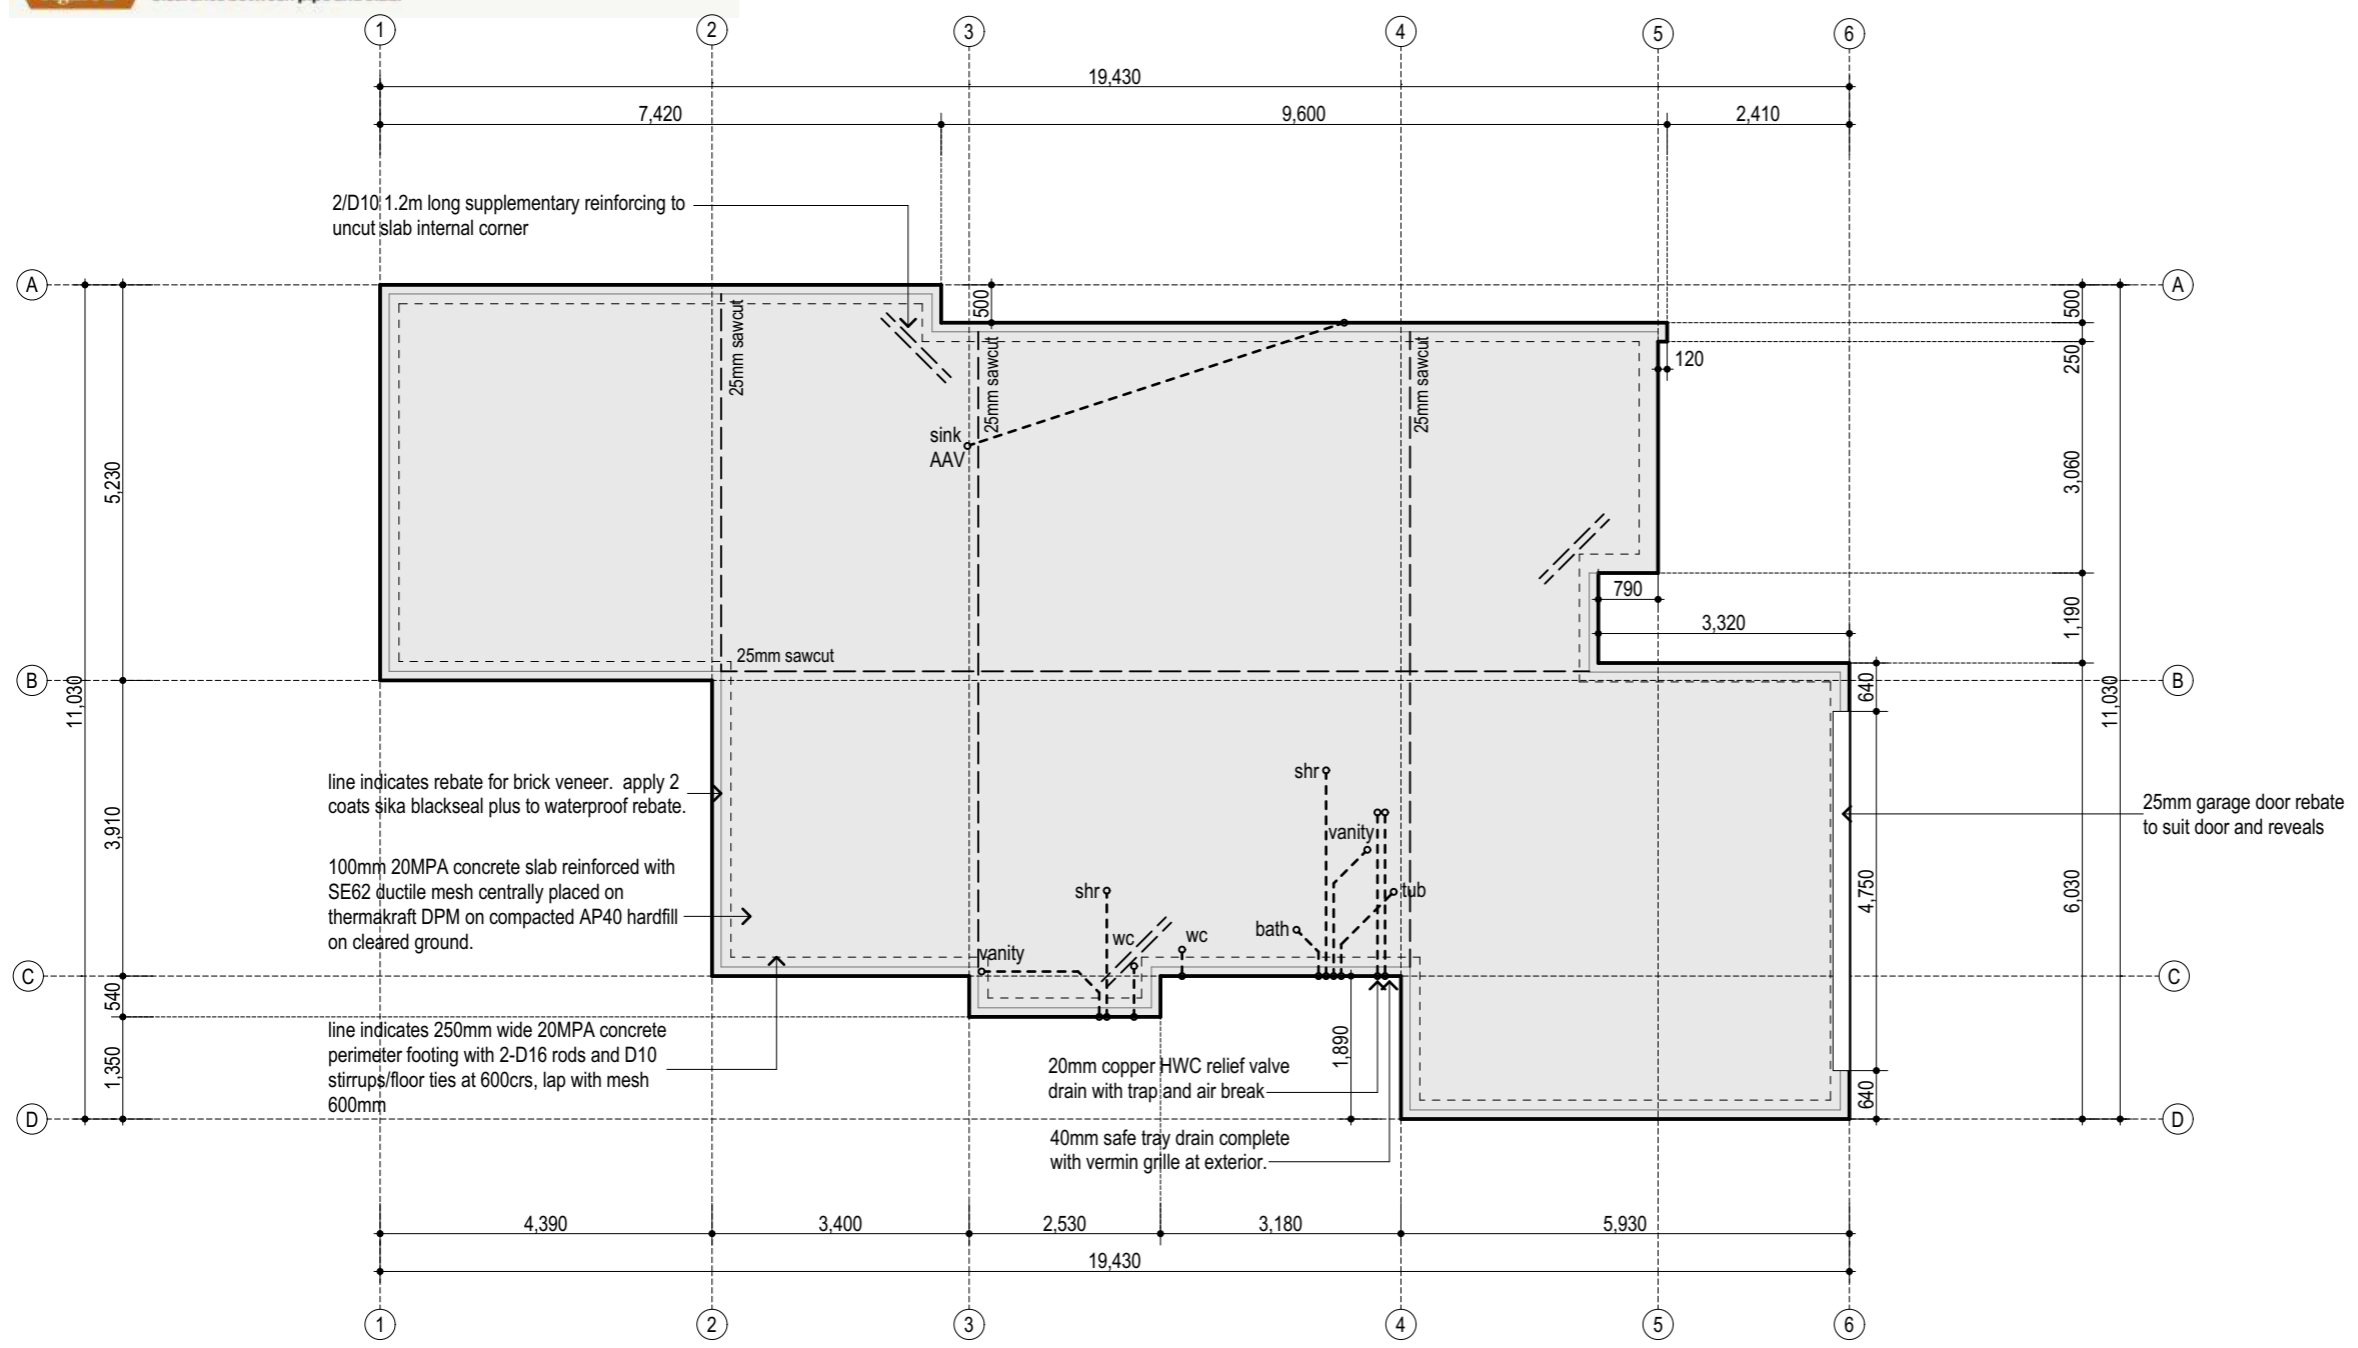 1 2 3 4 5 6
19,430
7,420 9,600 2,410
2/D10 1.2m long supplementary reinforcing to
uncut slab internal corner
A A
500
500
25mm sawcut
25mm sawcut
25mm sawcut
120
250
sink
AAV
5,230
3,060
790
1,190
3,320
25mm sawcut
B B
11,030
640
11,030
line indicates rebate for brick veneer. apply 2
coats sika blackseal plus to waterproof rebate.
shr
25mm garage door rebate
to suit door and reveals
3,910
vanity
100mm 20MPA concrete slab reinforced with
SE62 ductile mesh centrally placed on
thermakraft DPM on compacted AP40 hardfill
on cleared ground.
shr
tub
4,750
6,030
bath
wc
wc
vanity
C C
540
line indicates 250mm wide 20MPA concrete
perimeter footing with 2-D16 rods and D10
stirrups/floor ties at 600crs, lap with mesh
600mm
1,350
1,890
20mm copper HWC relief valve
drain with trap and air break
640
D D
40mm safe tray drain complete
with vermin grille at exterior.
4,390 3,400 2,530 3,180 5,930
19,430
1 2 3 4 5 6